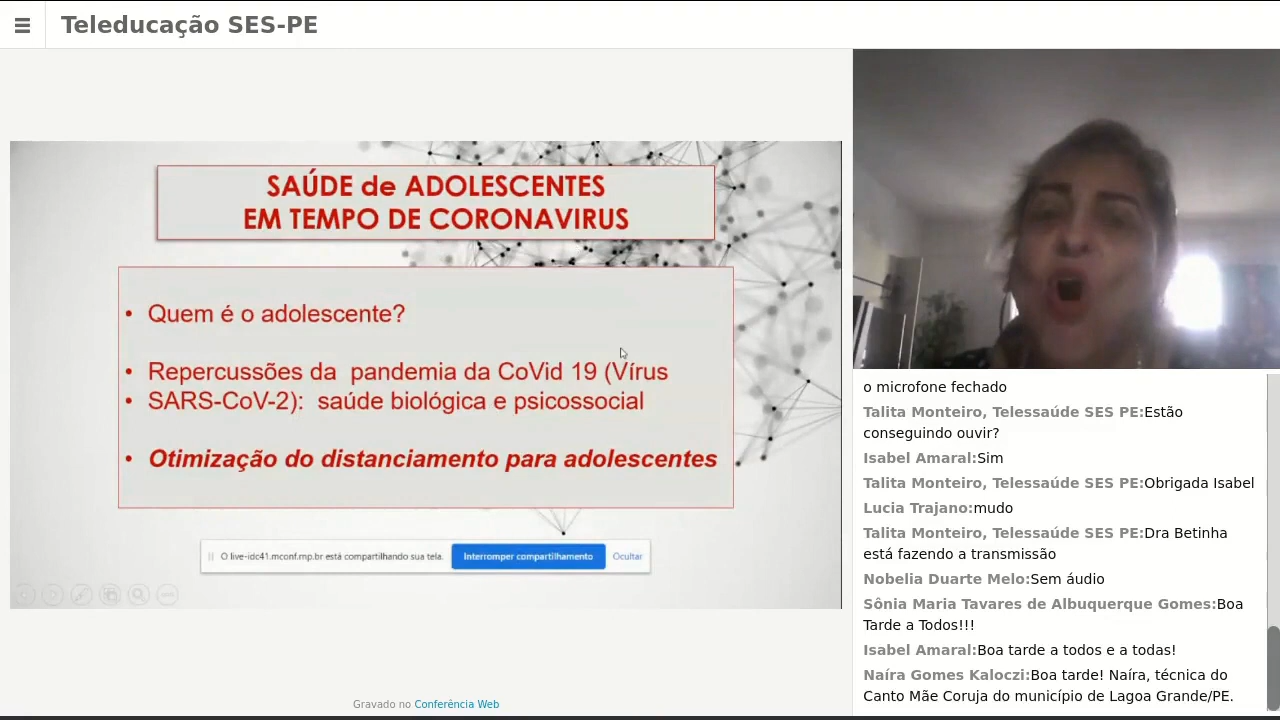 Teleducação SES-PE
SAÚDE de ADOLESCENTES
EM TEMPO DE CORONAVIRUS
• Quem é o adolescente?
• Repercussões da pandemia da CoVid 19 (Vírus
• SARS-CoV-2): saúde biológica e psicossocial
• Otimização do distanciamento para adolescentes
O live-idc41.mconf.rnp.br está compartilhando sua tela.
Interromper compartilhamento
Ocultar
Gravado no Conferência Web
o microfone fechado
Talita Monteiro, Telessaúde SES PE:Estão
conseguindo ouvir?
Isabel Amaral:Sim
Talita Monteiro, Telessaúde SES PE:Obrigada Isabel
Lucia Trajano:mudo
Talita Monteiro, Telessaúde SES PE:Dra Betinha
está fazendo a transmissão
Nobelia Duarte Melo:Sem áudio
Sônia Maria Tavares de Albuquerque Gomes:Boa
Tarde a Todos!!!
Isabel Amaral:Boa tarde a todos e a todas!
Naíra Gomes Kaloczi:Boa tarde! Naíra, técnica do
Canto Mãe Coruja do município de Lagoa Grande/PE.